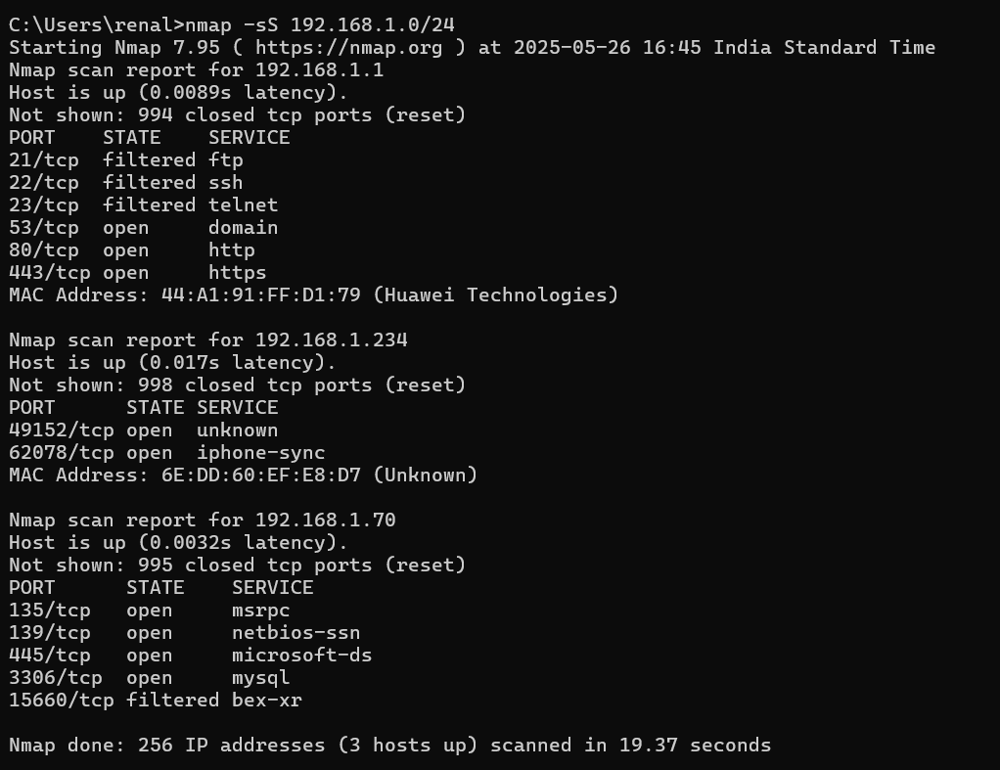 C:\Users\renal>nmap -sS 192.168.1.0/24
Starting Nmap 7.95 ( https://nmap.org ) at 2025-05-26 16:45 India Standard Time
Nmap scan report for 192.168.1.1
Host is up (0.0089s latency).
Not shown: 994 closed tcp ports (reset)
PORT    STATE    SERVICE
21/tcp  filtered ftp
22/tcp  filtered ssh
23/tcp  filtered telnet
53/tcp  open     domain
80/tcp  open     http
443/tcp open     https
MAC Address: 44:A1:91:FF:D1:79 (Huawei Technologies)

Nmap scan report for 192.168.1.234
Host is up (0.017s latency).
Not shown: 998 closed tcp ports (reset)
PORT      STATE SERVICE
49152/tcp open  unknown
62078/tcp open  iphone-sync
MAC Address: 6E:DD:60:EF:E8:D7 (Unknown)

Nmap scan report for 192.168.1.70
Host is up (0.0032s latency).
Not shown: 995 closed tcp ports (reset)
PORT      STATE    SERVICE
135/tcp   open     msrpc
139/tcp   open     netbios-ssn
445/tcp   open     microsoft-ds
3306/tcp  open     mysql
15660/tcp filtered bex-xr

Nmap done: 256 IP addresses (3 hosts up) scanned in 19.37 seconds